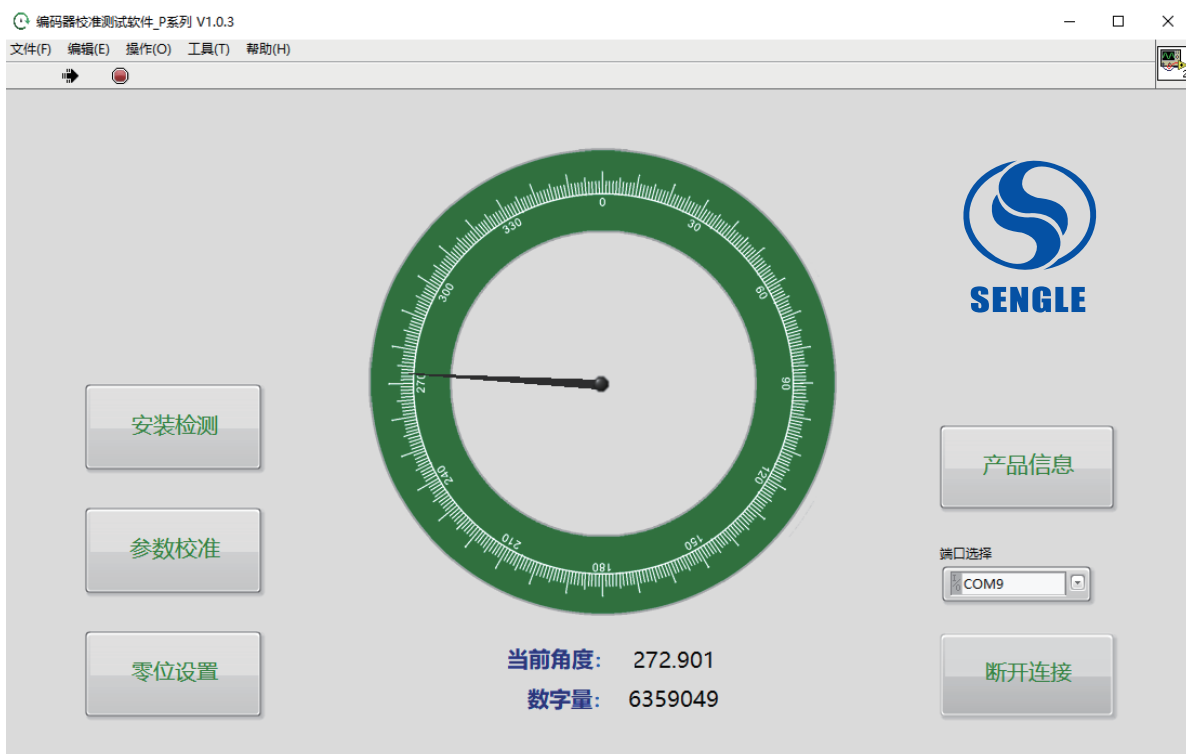 编码器校准测试软件_P系列 V1.0.3
文件(F) 编辑(E) 操作(O) 工具(T) 帮助(H)
0
30
60
90
120
150
180
210
240
270
300
330
SENGLE
安装检测
参数校准
零位设置
产品信息
端口选择
COM9
断开连接
当前角度: 272.901
数字量: 6359049